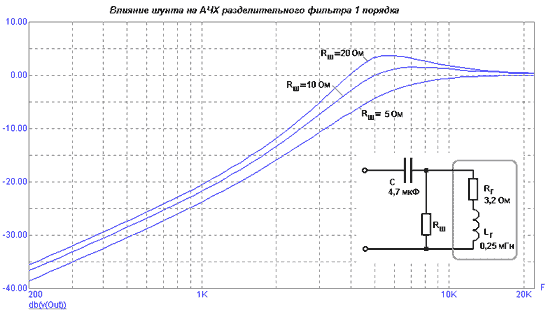 Влияние шунта на АЧХ разделительного фильтра 1 порядка
10.00
0.00
-10.00
-20.00
-30.00
-40.00
Rш=20 Ом
Rш=10 Ом
Rш= 5 Ом
C
4,7 мкФ
Rш
Rг
3,2 Ом
Lг
0,25 мГн
200
1K
10K
20K
F
db(v(Out))